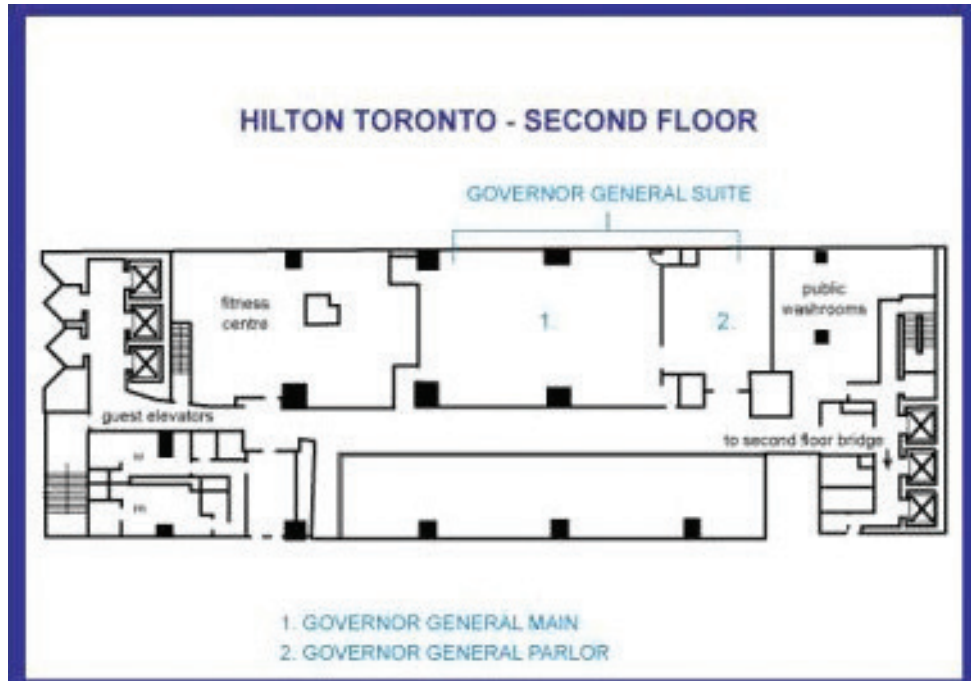 HILTON TORONTO - SECOND FLOOR
GOVERNOR GENERAL SUITE
fitness
centre
1.
2.
public
washrooms
guest elevators
to second floor bridge
m
1. GOVERNOR GENERAL MAIN
2. GOVERNOR GENERAL PARLOR